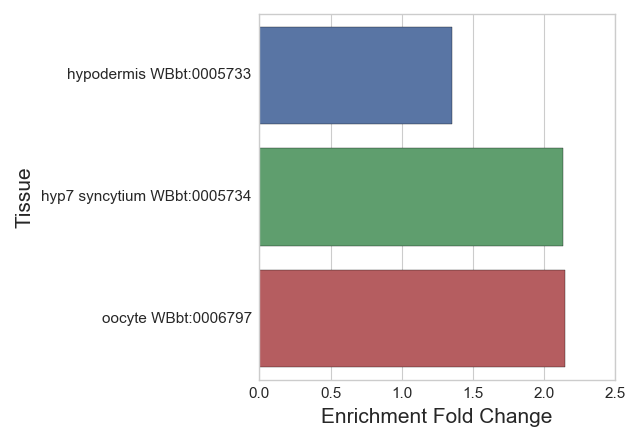 hypodermis WBbt:0005733
hyp7 syncytium WBbt:0005734
oocyte WBbt:0006797
Tissue
0.0 0.5 1.0 1.5 2.0 2.5
Enrichment Fold Change